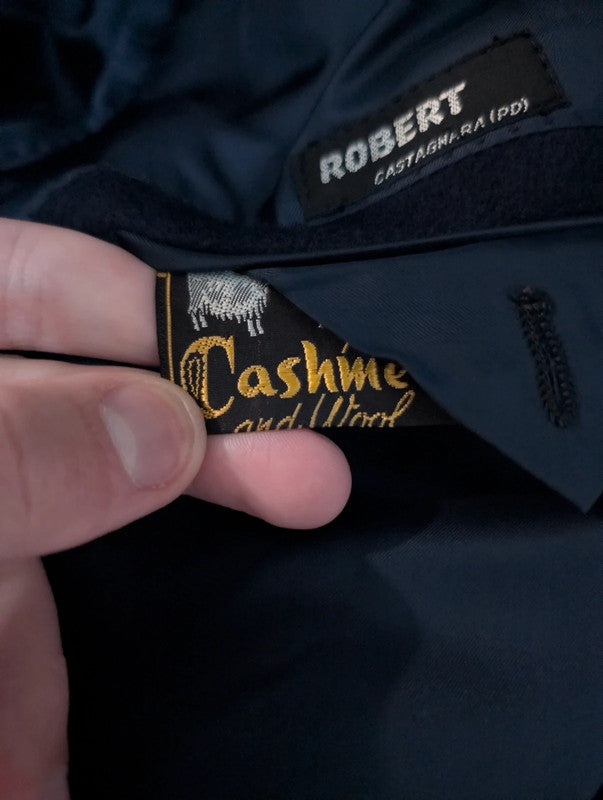 ROBERT
CASTAGNARA (PD)
Cashme
and Wool